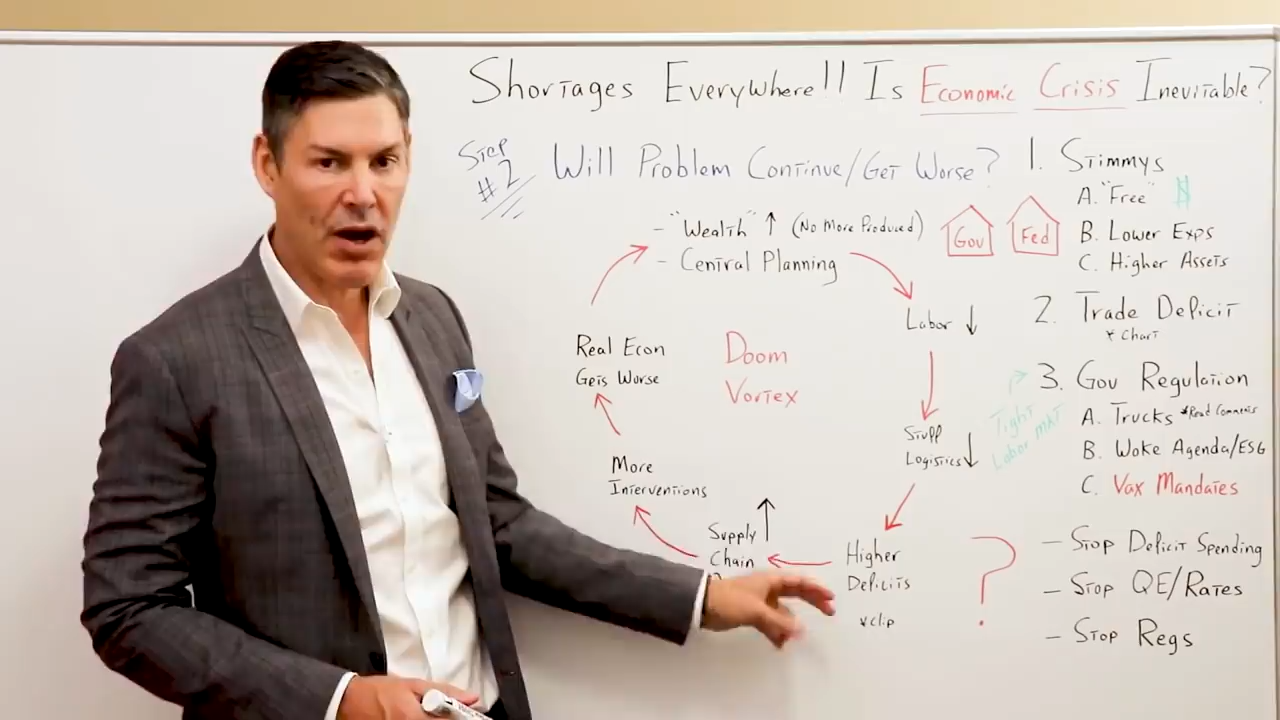 Shortages Everywhere!! Is Economic Crisis Inevitable?
Step
#2
Will Problem Continue/Get Worse?
- "Wealth" ↑ (No More Produced)
- Central Planning
Gov
Fed
Labor ↓
Stuff
Logistics ↓
Higher
Deficits
*clip
Supply ↑
Chain
More
Interventions
Real Econ
Gets Worse
Doom
Vortex
1. Stimmys
A. "Free" $
B. Lower Exps
C. Higher Assets
2. Trade Deficit
*Chart
3. Gov Regulation
Tight
Labor Mkt
A. Trucks *Read Comments
B. Woke Agenda/ESG
C. Vax Mandates
?
- Stop Deficit Spending
- Stop QE/Rates
- Stop Regs